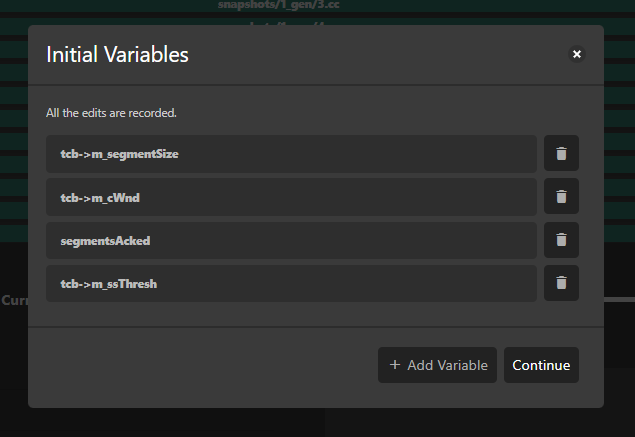 snapshots/1_gen/3.cc
Initial Variables
All the edits are recorded.
tcb->m_segmentSize
tcb->m_cWnd
segmentsAcked
tcb->m_ssThresh
Curr
+ Add Variable
Continue